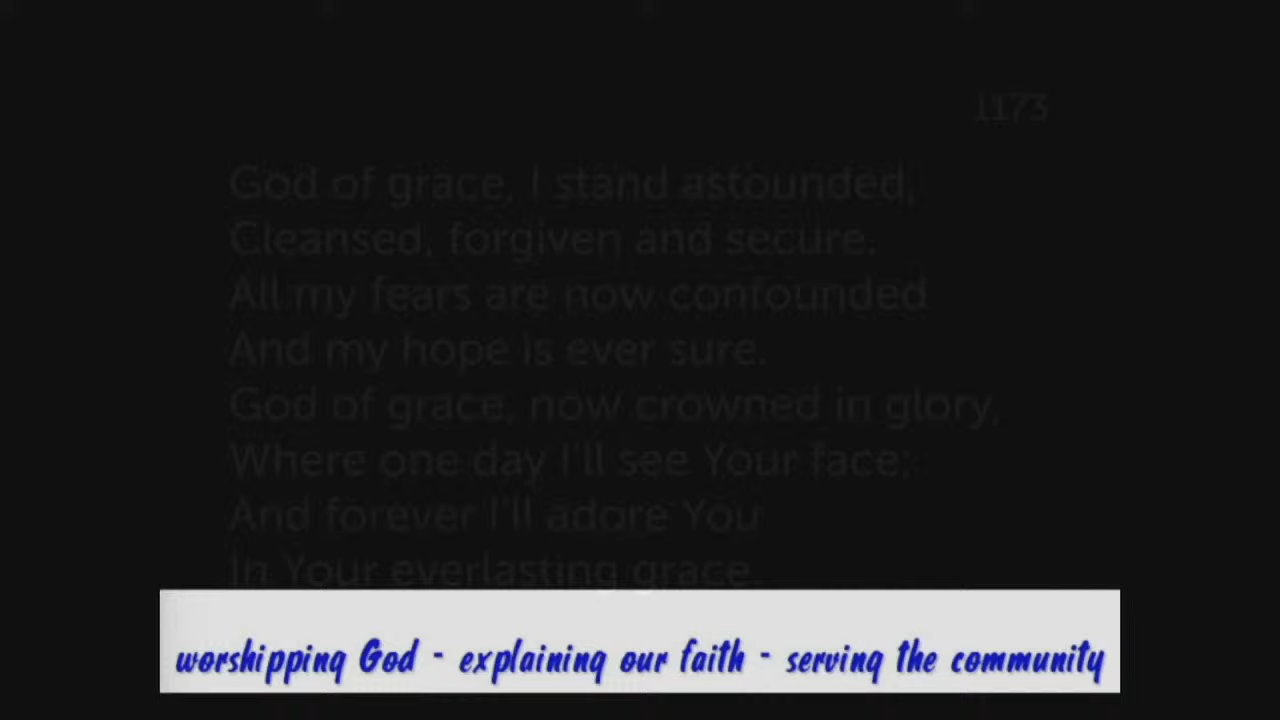 1173
God of grace, I stand astounded,
Cleansed, forgiven and secure.
All my fears are now confounded
And my hope is ever sure.
God of grace, now crowned in glory,
Where one day I'll see Your face;
And forever I'll adore You
In Your everlasting grace.
worshipping God - explaining our faith - serving the community